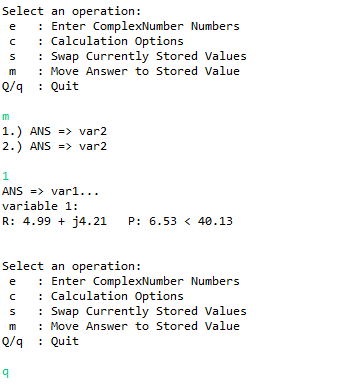 Select an operation:
e : Enter ComplexNumber Numbers
c : Calculation Options
s : Swap Currently Stored Values
m : Move Answer to Stored Value
Q/q : Quit
m
1.) ANS => var2
2.) ANS => var2
1
ANS => var1...
variable 1:
R: 4.99 + j4.21 P: 6.53 < 40.13
Select an operation:
e : Enter ComplexNumber Numbers
c : Calculation Options
s : Swap Currently Stored Values
m : Move Answer to Stored Value
Q/q : Quit
q